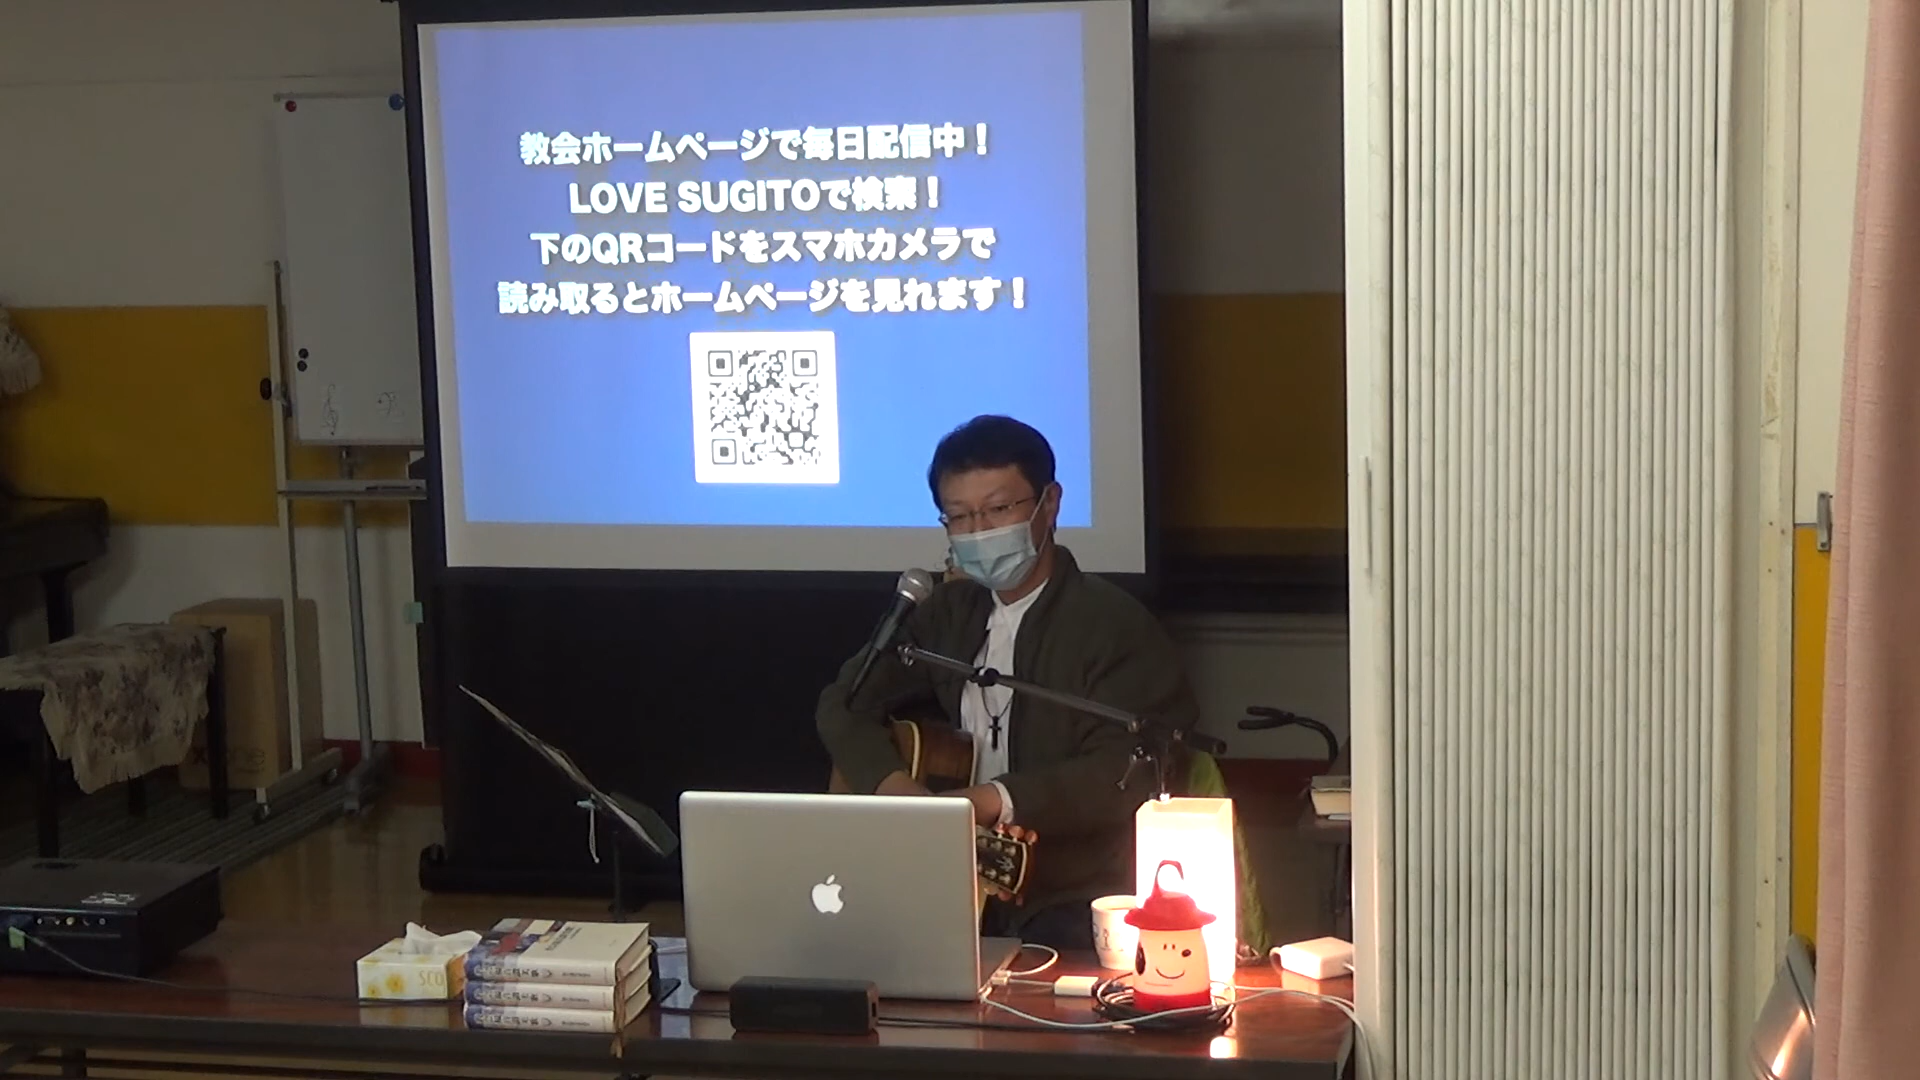 教会ホームページで毎日配信中！
LOVE SUGITOで検索！
下のQRコードをスマホカメラで
読み取るとホームページを見れます！
SCO